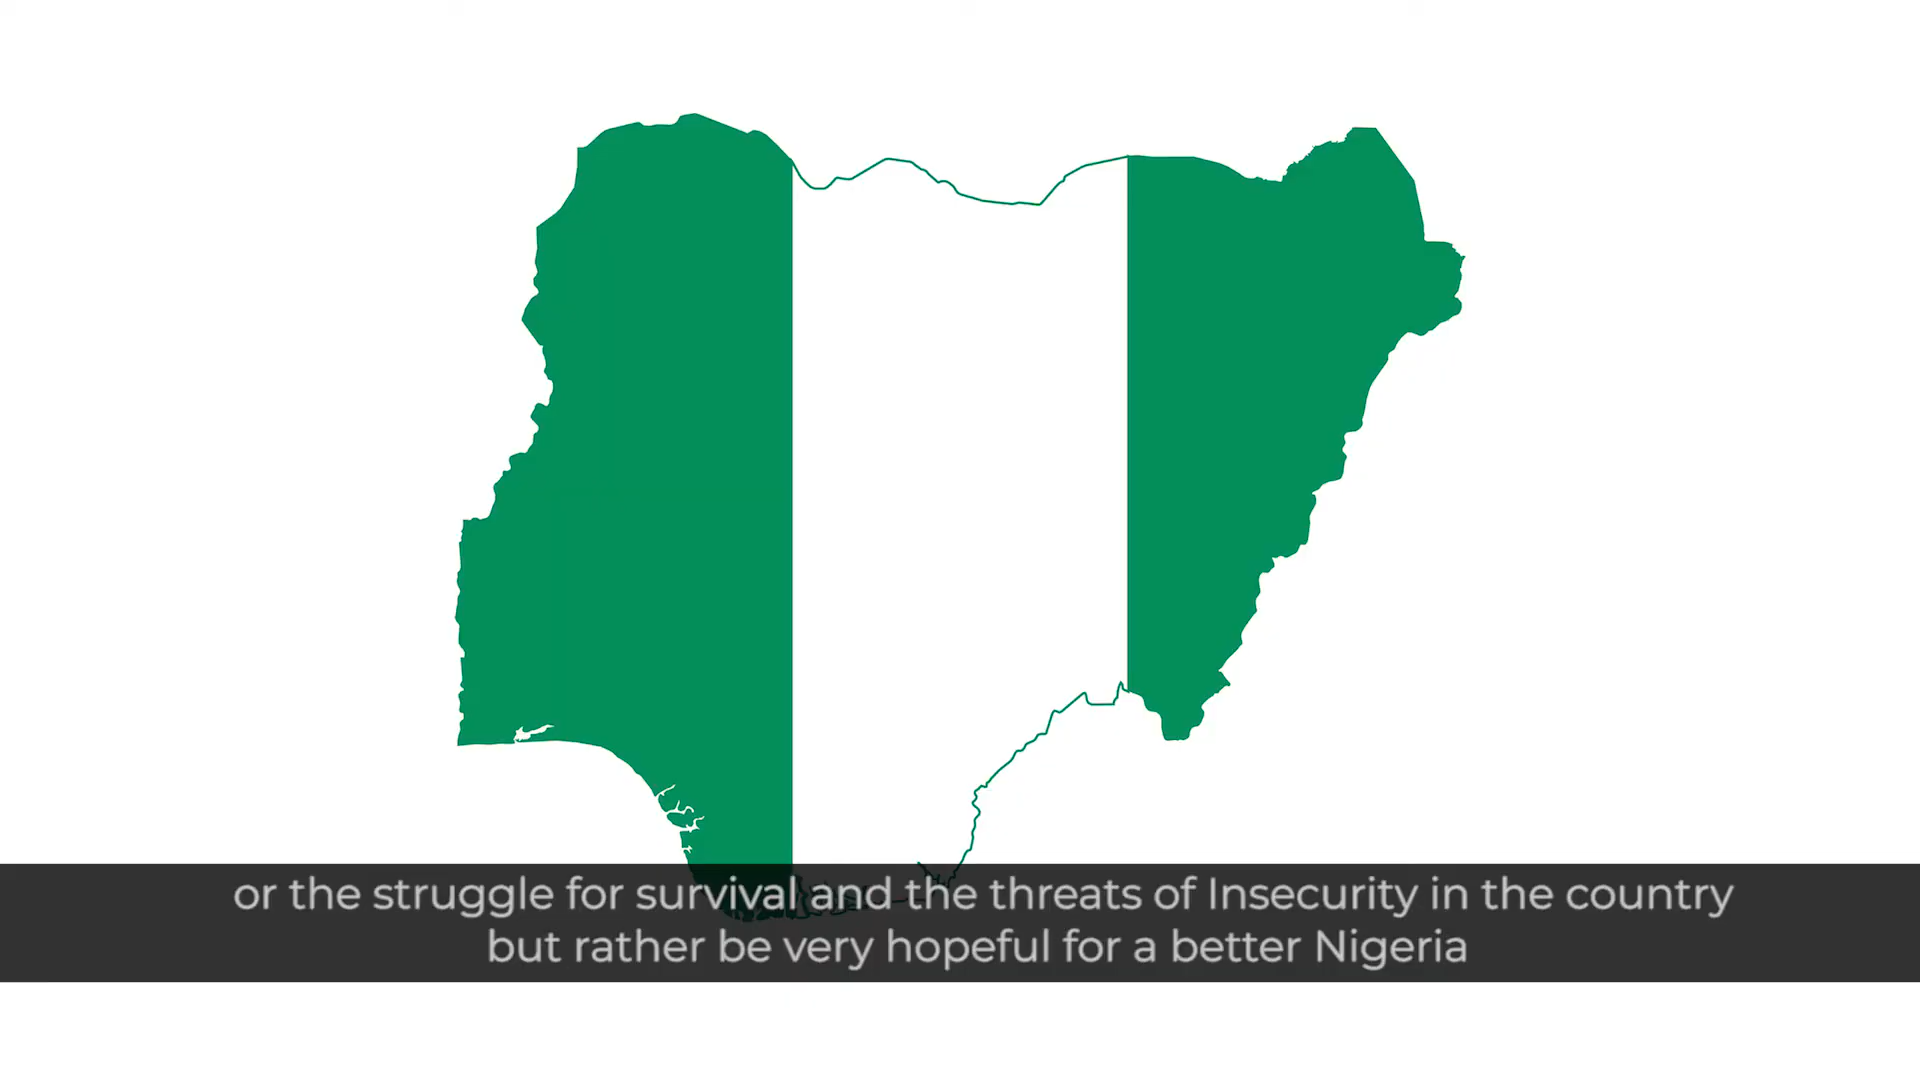 or the struggle for survival and the threats of Insecurity in the country
but rather be very hopeful for a better Nigeria